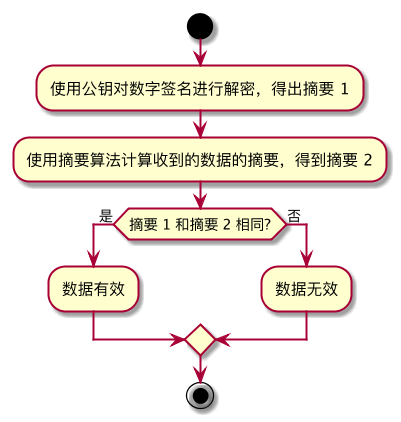 使用公钥对数字签名进行解密，得出摘要 1
使用摘要算法计算收到的数据的摘要，得到摘要 2
摘要 1 和摘要 2 相同?
是
否
数据有效
数据无效